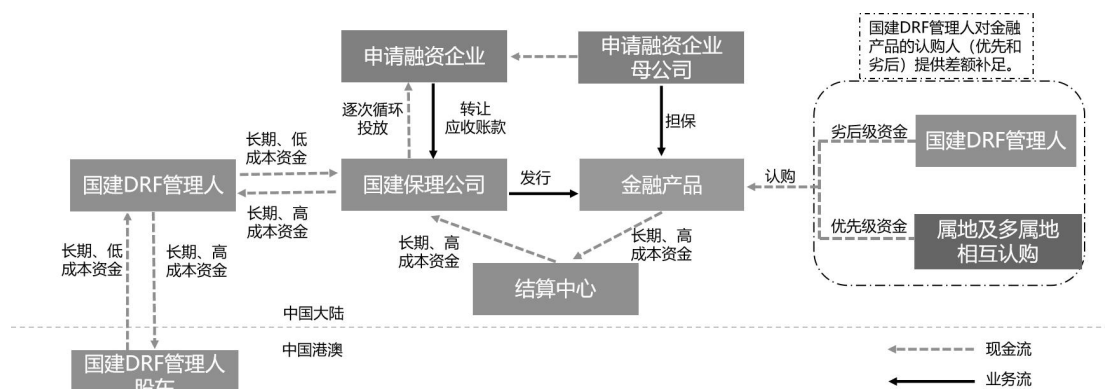 国建DRF管理人对金融
产品的认购人（优先和
劣后）提供差额补足。
申请融资企业
申请融资企业
母公司
逐次循环
投放
转让
应收账款
担保
长期、低
成本资金
劣后级资金
国建DRF管理人
国建DRF管理人
国建保理公司
发行
金融产品
认购
长期、高
成本资金
优先级资金
属地及多属地
相互认购
长期、低
成本资金
长期、高
成本资金
长期、高
成本资金
长期、高
成本资金
结算中心
中国大陆
中国港澳
国建DRF管理人
股东
现金流
业务流